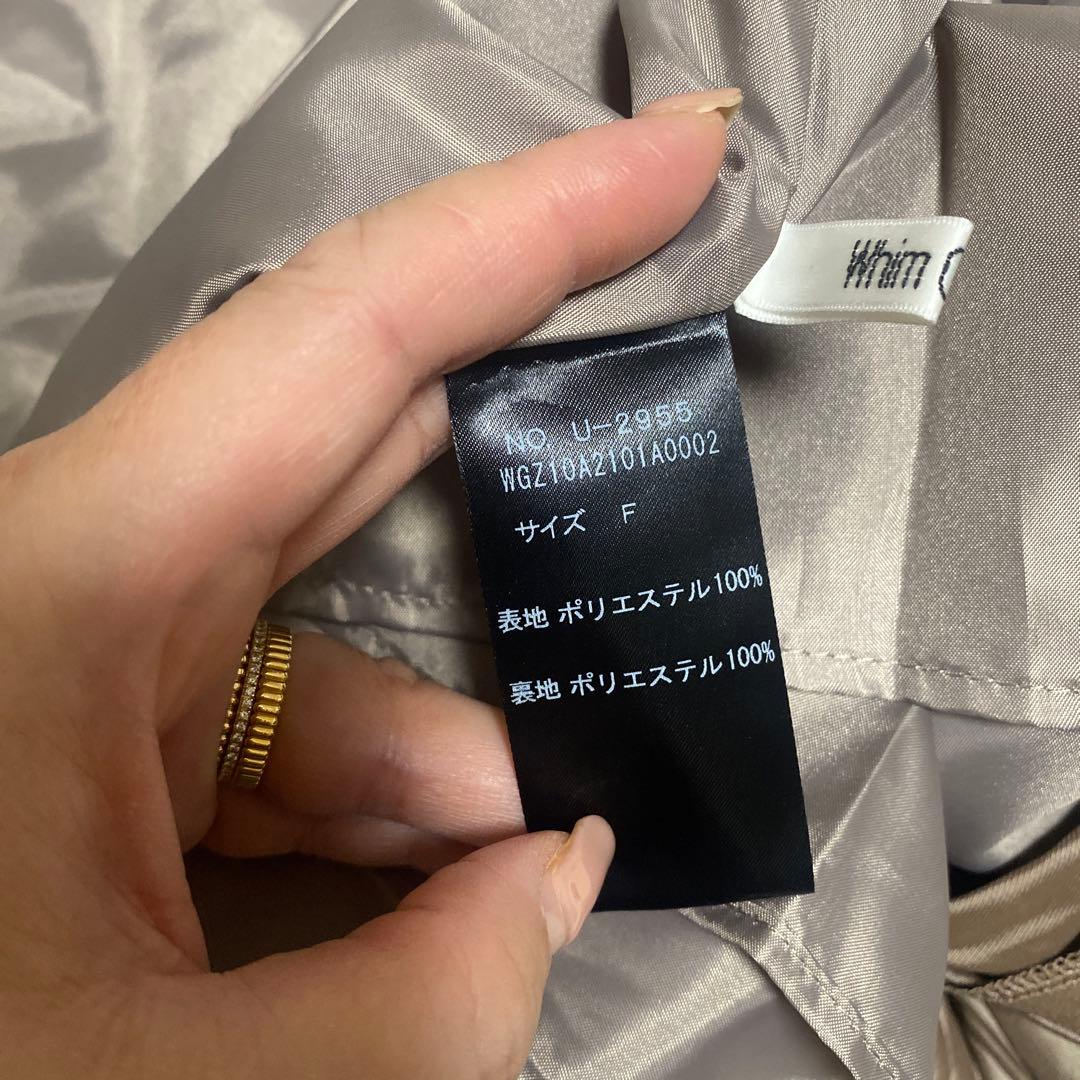 Whim
NO. U-2955
WGZ10A2101A0002
サイズ F
表地 ポリエステル100%
裏地 ポリエステル100%